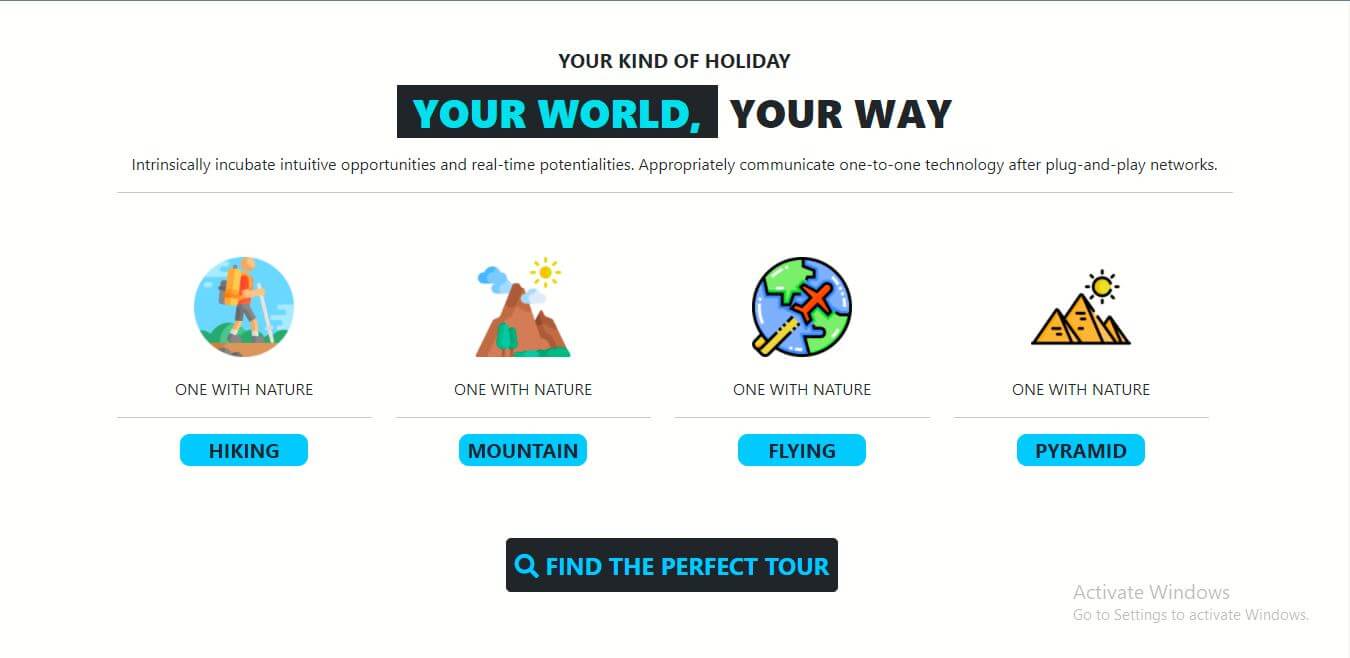 YOUR KIND OF HOLIDAY
YOUR WORLD, YOUR WAY
Intrinsically incubate intuitive opportunities and real-time potentialities. Appropriately communicate one-to-one technology after plug-and-play networks.
ONE WITH NATURE
HIKING
ONE WITH NATURE
MOUNTAIN
ONE WITH NATURE
FLYING
ONE WITH NATURE
PYRAMID
FIND THE PERFECT TOUR
Activate Windows
Go to Settings to activate Windows.